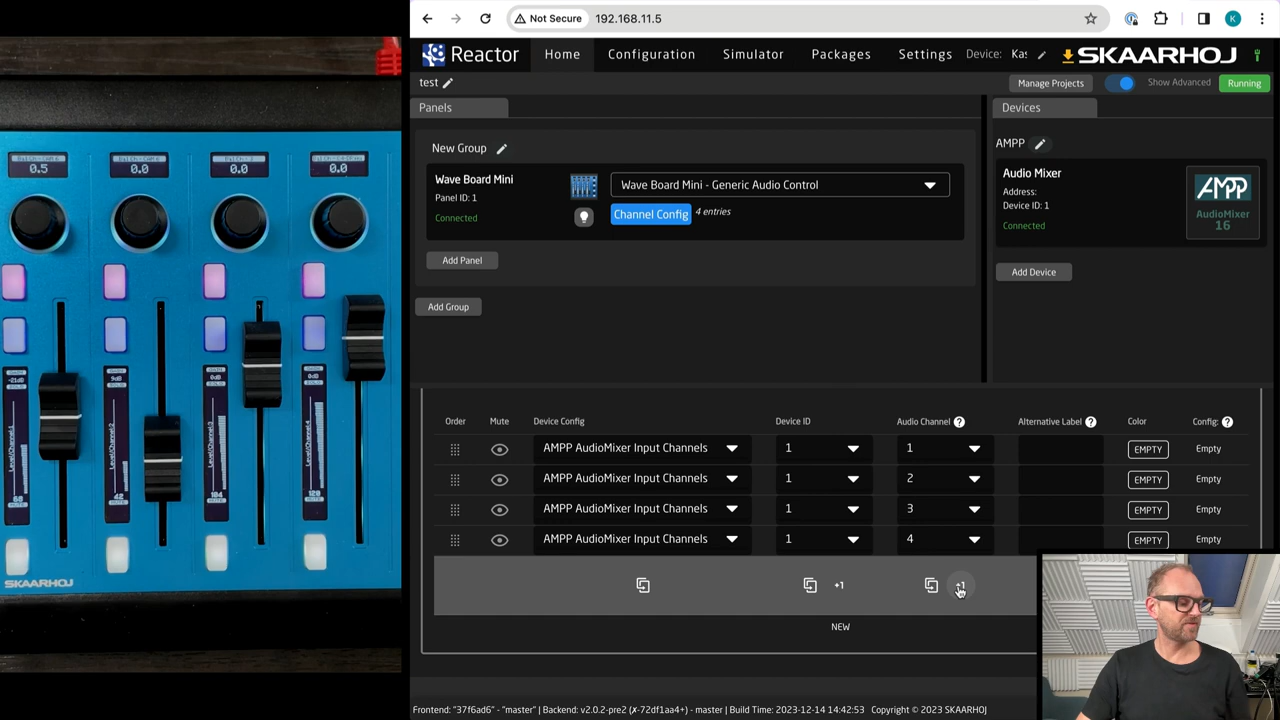 Not Secure 192.168.11.5
K
Reactor Home Configuration Simulator Packages Settings Device: Kas SKAARHOJ
test Manage Projects Show Advanced Running
Panels
Devices
New Group
AMPP
Wave Board Mini
Panel ID: 1
Connected
Wave Board Mini - Generic Audio Control
Channel Config 4 entries
Add Panel
Add Group
Audio Mixer
Address:
Device ID: 1
Connected
AMPP
AudioMixer
16
Add Device
Order Mute Device Config Device ID Audio Channel ? Alternative Label ? Color Config: ?
AMPP AudioMixer Input Channels 1 1 EMPTY Empty
AMPP AudioMixer Input Channels 1 2 EMPTY Empty
AMPP AudioMixer Input Channels 1 3 EMPTY Empty
AMPP AudioMixer Input Channels 1 4 EMPTY Empty
+1 +1
NEW
Frontend: "37f6ad6" - "master" | Backend: v2.0.2-pre2 (✗-72df1aa4+) - master | Build Time: 2023-12-14 14:42:53 Copyright © 2023 SKAARHOJ
0.5 0.0 0.0 0.0
SKAARHOJ